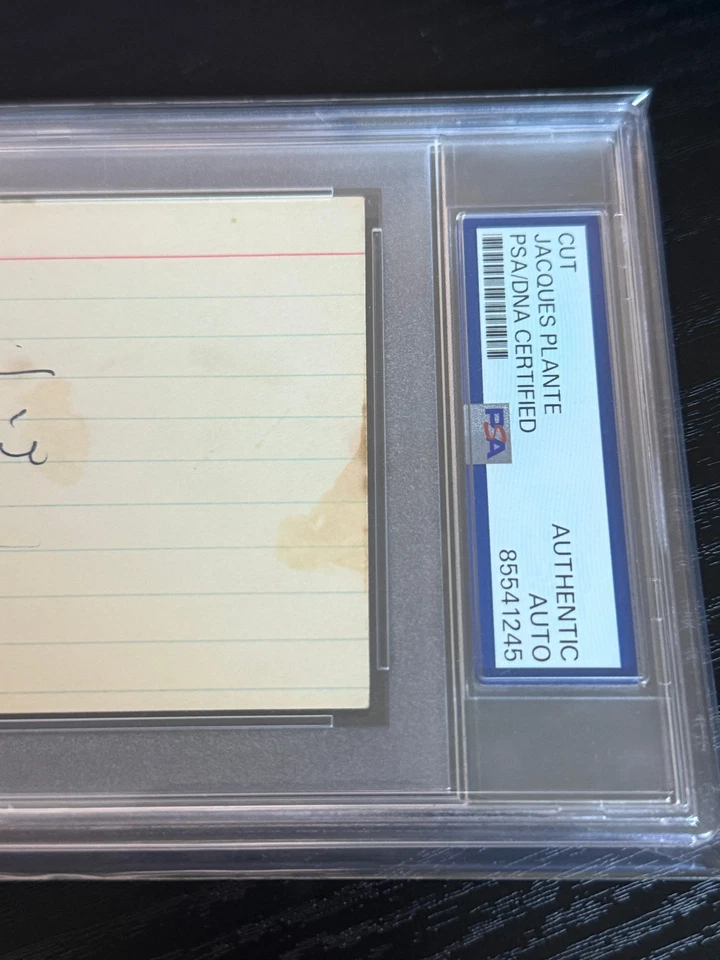 CUT
JACQUES PLANTE
PSA/DNA CERTIFIED
AUTHENTIC
AUTO
85541245
PSA